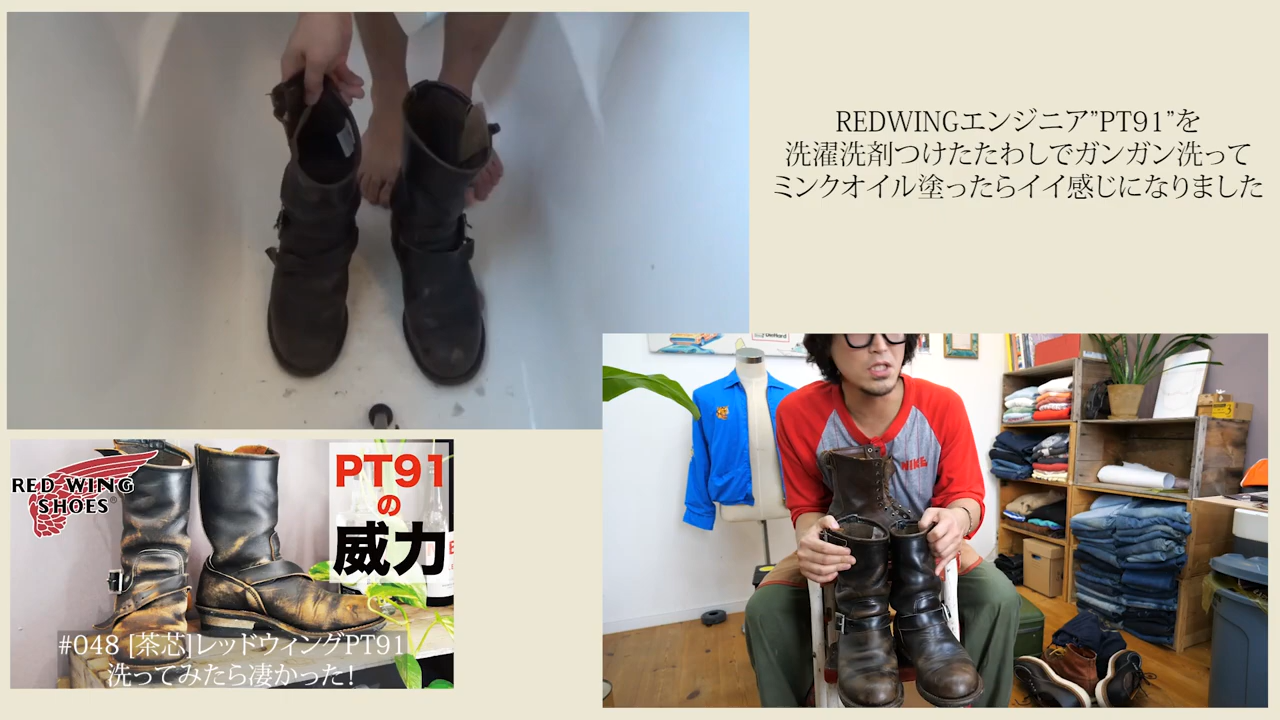 REDWINGエンジニア”PT91”を
洗濯洗剤つけたたわしでガンガン洗って
ミンクオイル塗ったらイイ感じになりました
RED WING
SHOES
PT91
の
威力
#048 [茶芯]レッドウィングPT91
洗ってみたら凄かった!
NIKE